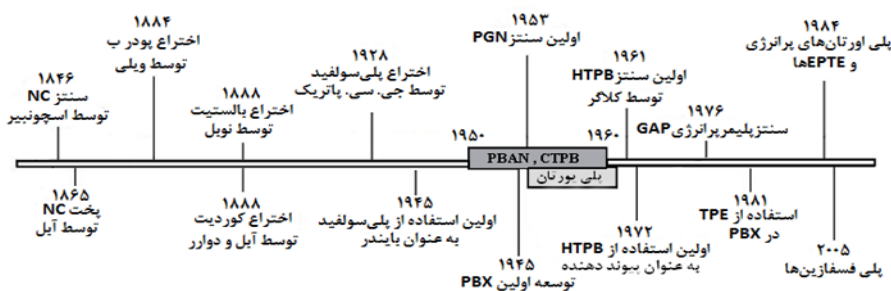 ۱۸۴۶
سنتز NC
توسط اسچونبیر
۱۸۸۴
اختراع پودر ب
توسط ویلی
۱۸۸۸
اختراع بالستیت
توسط نوبل
۱۹۲۸
اختراع پلی‌سولفید
توسط جی. سی. پاتریک
۱۹۵۳
اولین سنتز PGN
۱۹۶۱
اولین سنتز HTPB
توسط کلاگر
۱۹۷۶
سنتزپلیمرپرانرژی GAP
۱۹۸۴
پلی اورتان‌های پرانرژی
و EPTEها
۱۹۵۰
۱۹۶۰
PBAN , CTPB
پلی یورتان
۱۸۶۵
پخت NC
توسط آبل
۱۸۸۸
اختراع کوردیت
توسط آبل و دوارر
۱۹۴۵
اولین استفاده از پلی‌سولفید
به عنوان بایندر
۱۹۴۵
توسعه اولین PBX
۱۹۷۲
اولین استفاده از HTPB
به عنوان پیوند دهنده
۱۹۸۱
استفاده از TPE
در PBX
۲۰۰۵
پلی فسفازین‌ها